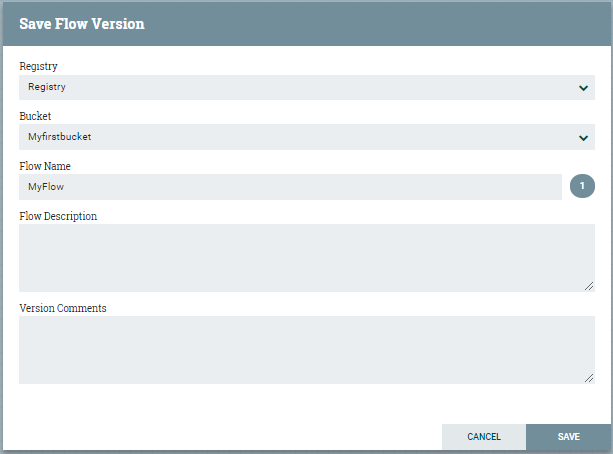 Save Flow Version
Registry
Registry
Bucket
Myfirstbucket
Flow Name
MyFlow
1
Flow Description
Version Comments
CANCEL
SAVE